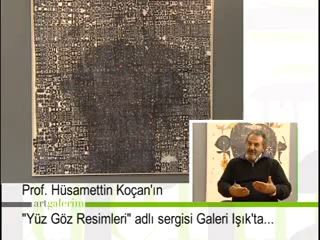 Prof. Hüsamettin Koçan'ın
artgalerim
"Yüz Göz Resimleri" adlı sergisi Galeri Işık'ta...